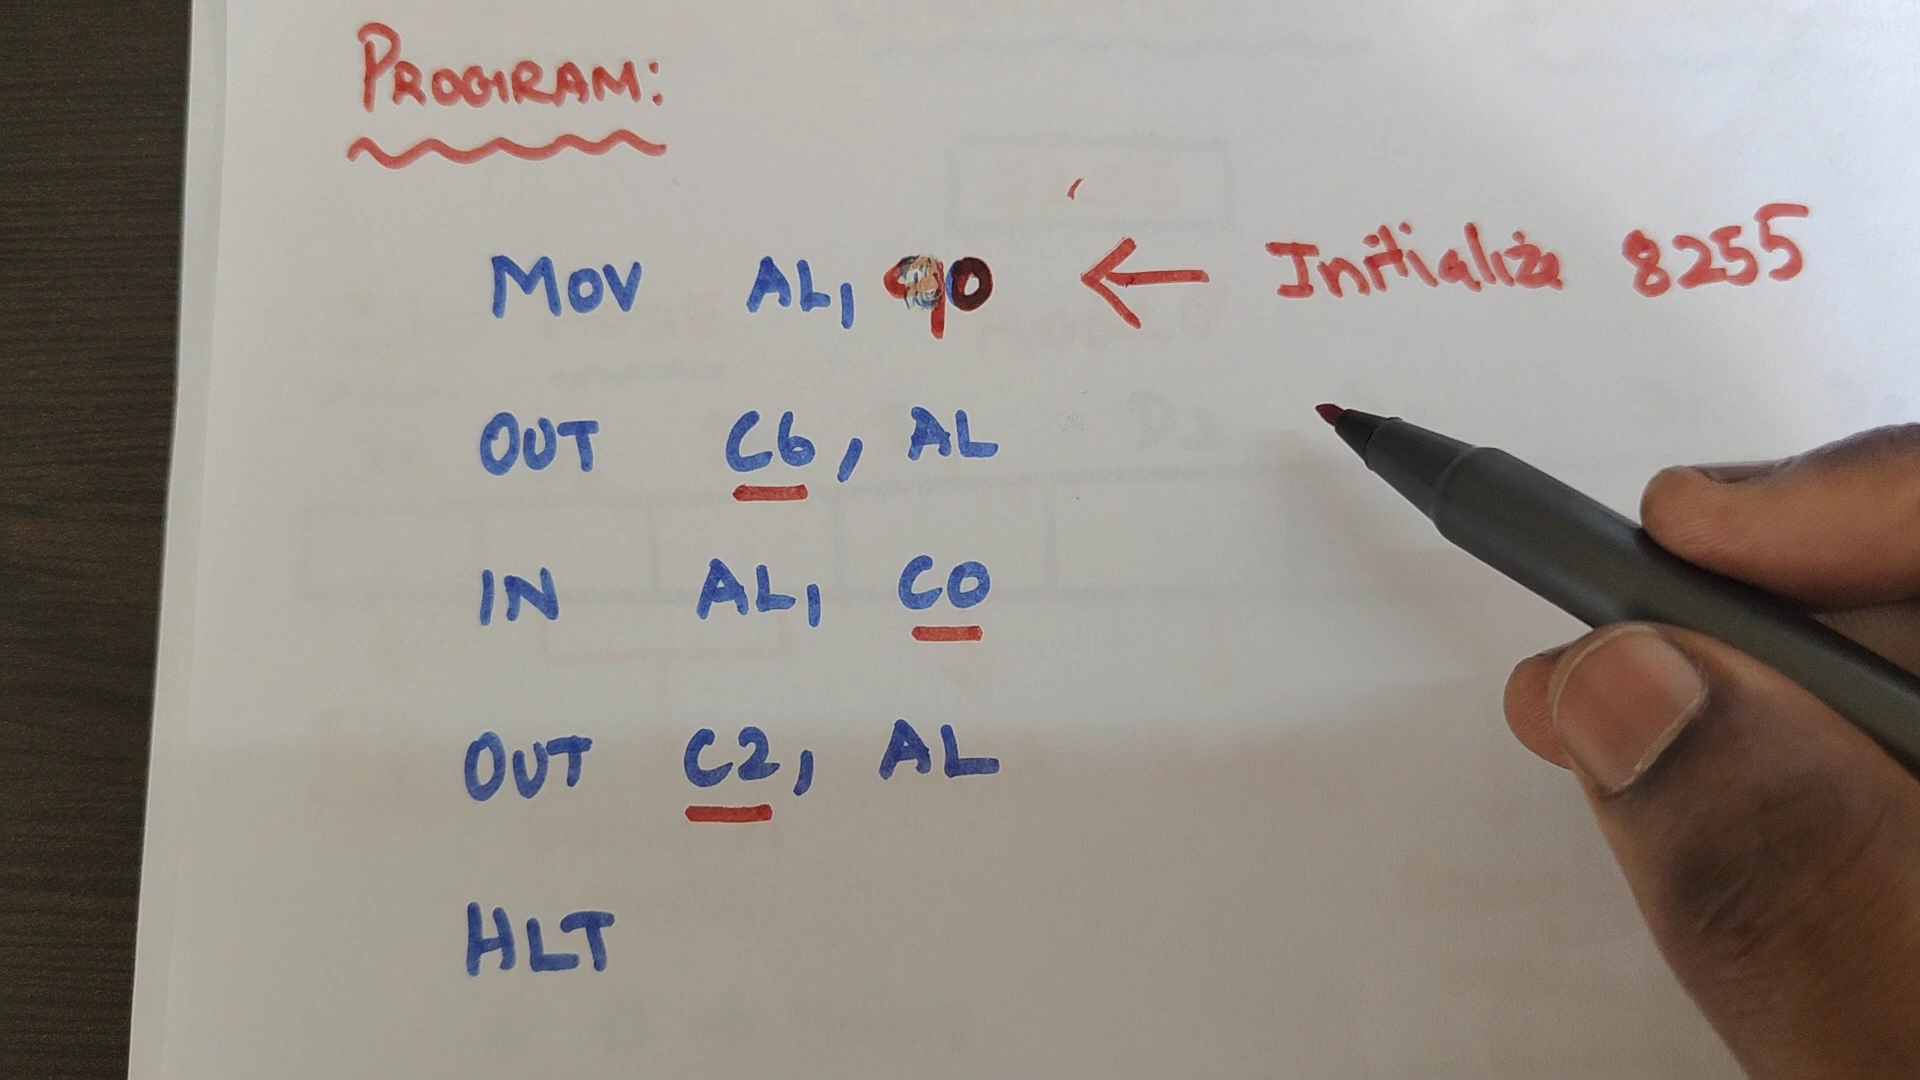 PROGRAM:
MOV AL, 90 ← Initialize 8255
OUT C6, AL
IN AL, C0
OUT C2, AL
HLT